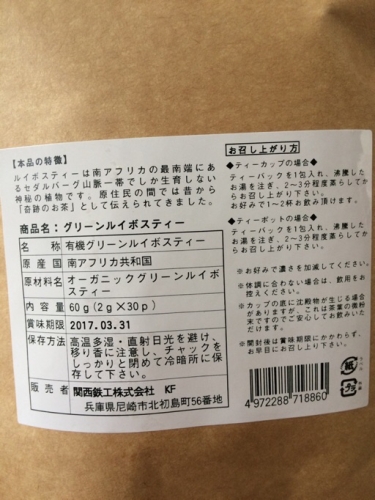 【本品の特徴】
ルイボスティーは南アフリカの最南端にあ
るセダルバーグ山脈一帯でしか生育しない
神秘の植物です。原住民の間では昔から
「奇跡のお茶」として伝えられてきました。
商品名：グリーンルイボスティー
名 称 有機グリーンルイボスティー
原産国 南アフリカ共和国
原材料名 オーガニックグリーンルイボ
スティー
内容量 60g（2g×30p）
賞味期限 2017.03.31
保存方法 高温多湿・直射日光を避け、
移り香に注意し、チャックを
しっかりと閉めて冷暗所に保
存して下さい。
販売者 関西鉄工株式会社 KF
兵庫県尼崎市北初島町56番地
お召し上がり方
◆ティーカップの場合◆
ティーバックを1包入れ、沸騰した
お湯を注ぎ、2～3分程度蒸らしてか
らお好みで1～2杯お飲み頂けます。
◆ティーポットの場合◆
ティーバックを1包入れ、沸騰した
お湯を注ぎ、2～3分程度蒸らしてか
らお召し上がり下さい。
※お好みで濃さを加減してください。
※体調に合わない場合は、飲用をお
控えください。
※カップの底に沈殿物が生じる場合
がありますが、これは茶葉の微粉
末ですのでご安心してお飲みいた
だけます。
※開封後は賞味期限にかかわらず、
お早目にお召し上り下さい。
4 972288 718860
紙
プラ